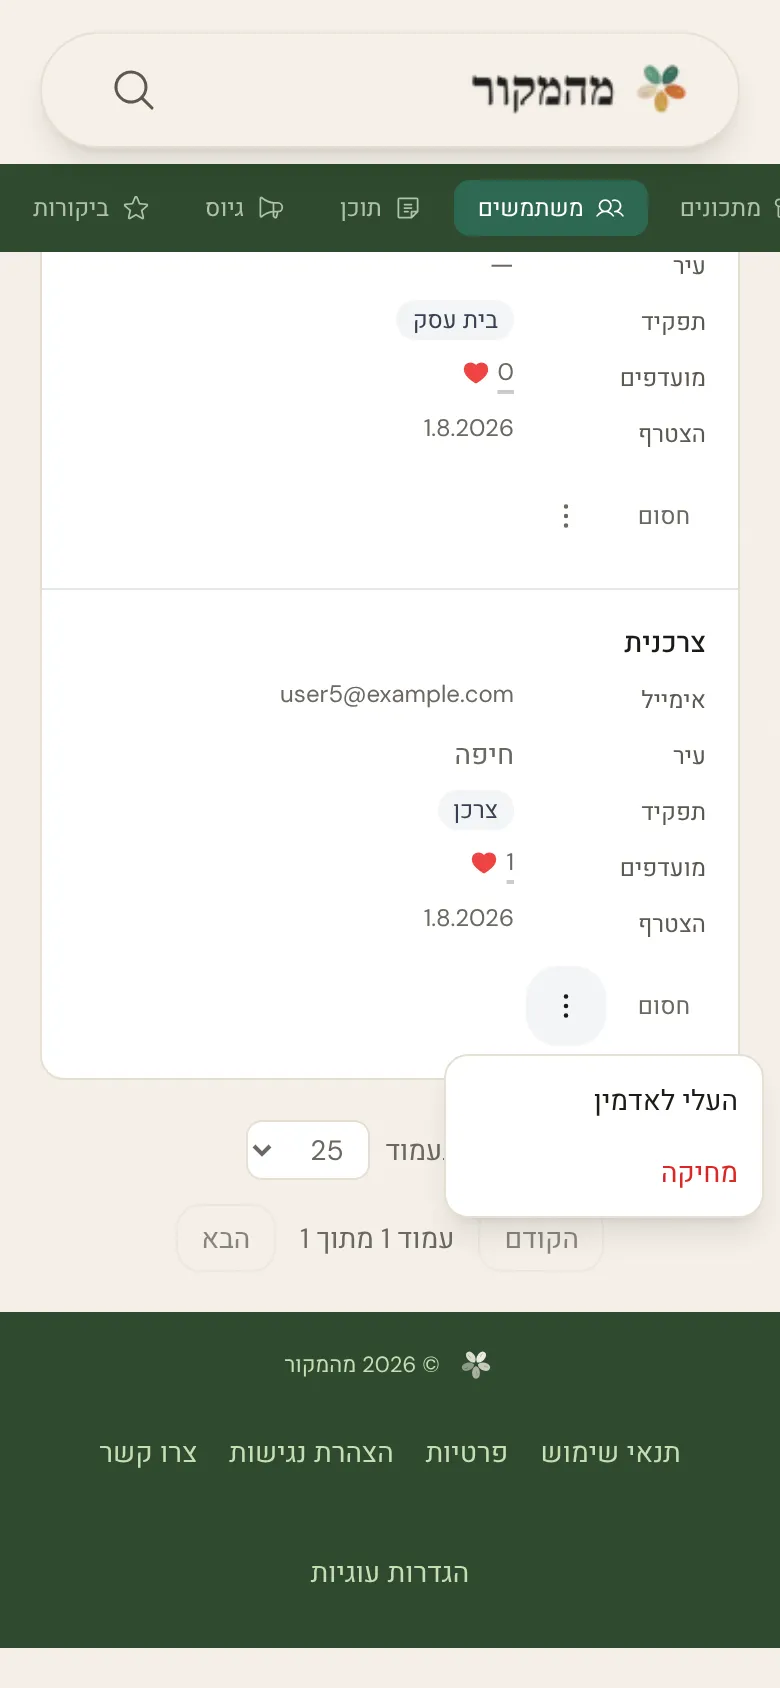 מהמקור
מתכונים משתמשים תוכן גיוס ביקורות
עיר —
תפקיד בית עסק
מועדפים 0
הצטרף 1.8.2026
חסום
צרכנית
אימייל user5@example.com
עיר חיפה
תפקיד צרכן
מועדפים 1
הצטרף 1.8.2026
חסום
העלי לאדמין
מחיקה
עמוד 25
הקודם עמוד 1 מתוך 1 הבא
© 2026 מהמקור
תנאי שימוש פרטיות הצהרת נגישות צרו קשר
הגדרות עוגיות